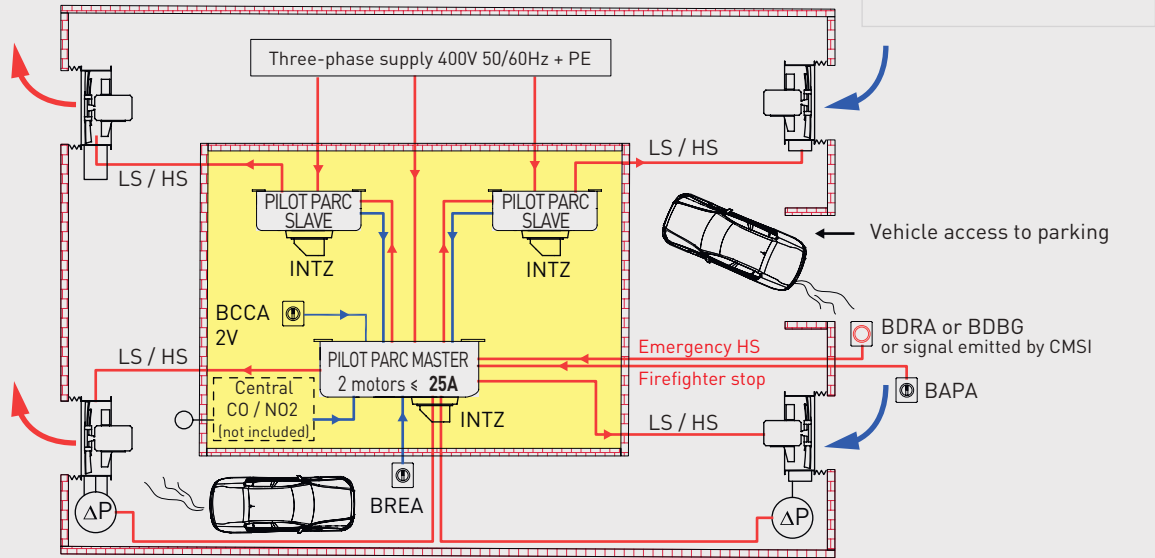 Three-phase supply 400V 50/60Hz + PE
LS / HS
LS / HS
PILOT PARC
SLAVE
INTZ
PILOT PARC
SLAVE
INTZ
Vehicle access to parking
BCCA
2V
BDRA or BDBG
or signal emitted by CMSI
Emergency HS
Firefighter stop
BAPA
LS / HS
PILOT PARC MASTER
2 motors ⩽ 25A
Central
CO / NO2
(not included)
INTZ
LS / HS
BREA
ΔP
ΔP